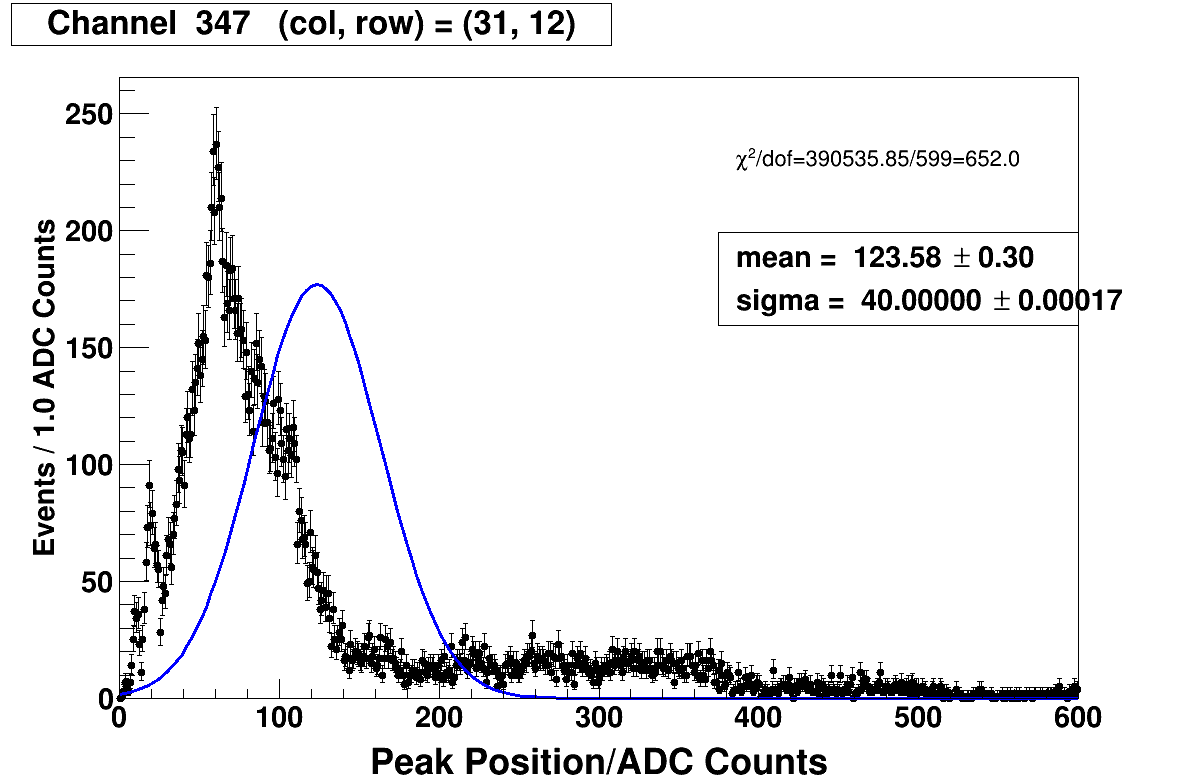 Channel 347 (col, row) = (31, 12)
250
200
150
100
50
0
Events / 1.0 ADC Counts
χ²/dof=390535.85/599=652.0
mean = 123.58 ± 0.30
sigma = 40.00000 ± 0.00017
0 100 200 300 400 500 600
Peak Position/ADC Counts